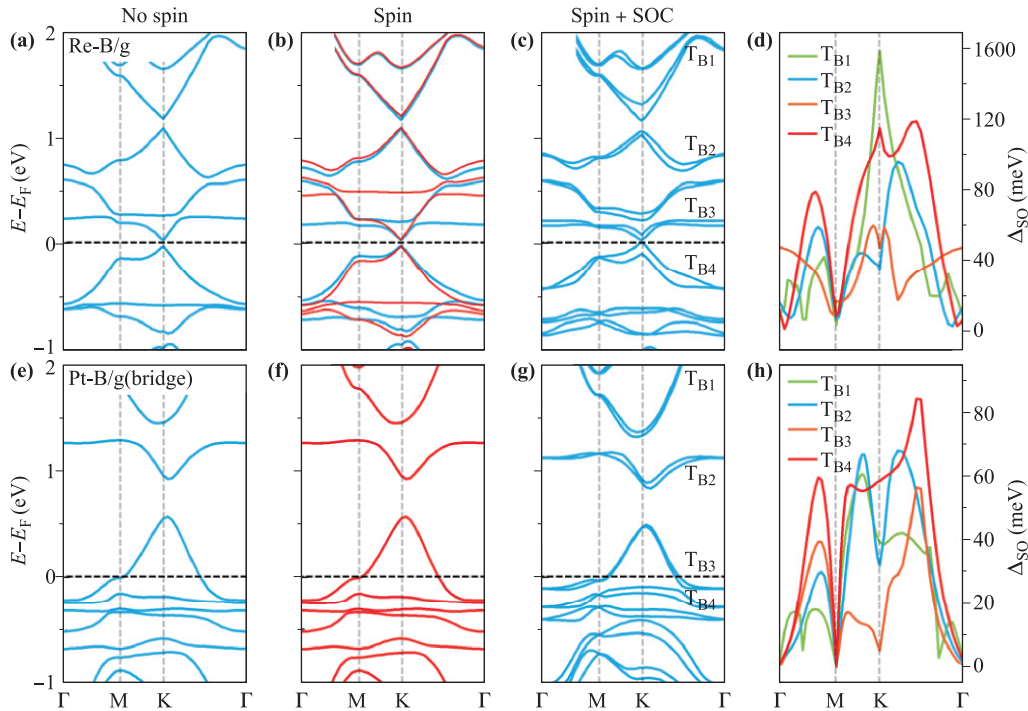 No spin
Spin
Spin + SOC
(a)
Re-B/g
(b)
(c)
T_B1
T_B2
T_B3
T_B4
(d)
T_B1
T_B2
T_B3
T_B4
2
1
0
−1
E−E_F (eV)
1600
120
80
40
0
Δ_SO (meV)
(e)
Pt-B/g(bridge)
(f)
(g)
T_B1
T_B2
T_B3
T_B4
(h)
T_B1
T_B2
T_B3
T_B4
2
1
0
−1
E−E_F (eV)
80
60
40
20
0
Δ_SO (meV)
Γ M K Γ
Γ M K Γ
Γ M K Γ
Γ M K Γ